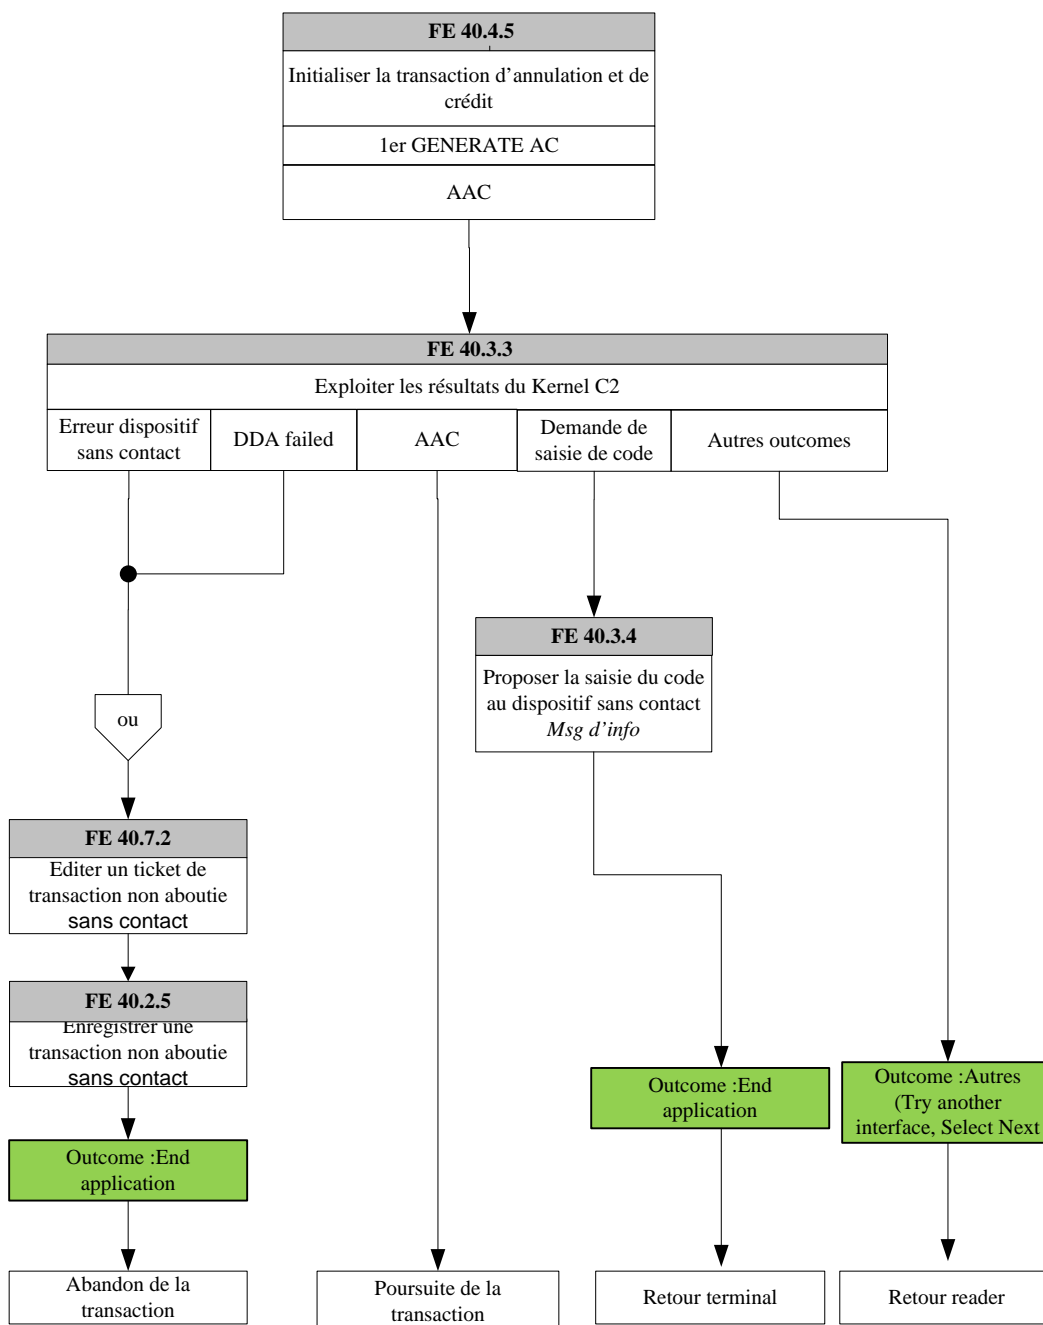 FE 40.4.5
Initialiser la transaction d'annulation et de
crédit
1er GENERATE AC
AAC
FE 40.3.3
Exploiter les résultats du Kernel C2
Erreur dispositif
sans contact
DDA failed
AAC
Demande de
saisie de code
Autres outcomes
FE 40.3.4
Proposer la saisie du code
au dispositif sans contact
Msg d'info
ou
FE 40.7.2
Editer un ticket de
transaction non aboutie
sans contact
FE 40.2.5
Enregistrer une
transaction non aboutie
sans contact
Outcome :End
application
Outcome :End
application
Outcome :Autres
(Try another
interface, Select Next
Abandon de la
transaction
Poursuite de la
transaction
Retour terminal
Retour reader